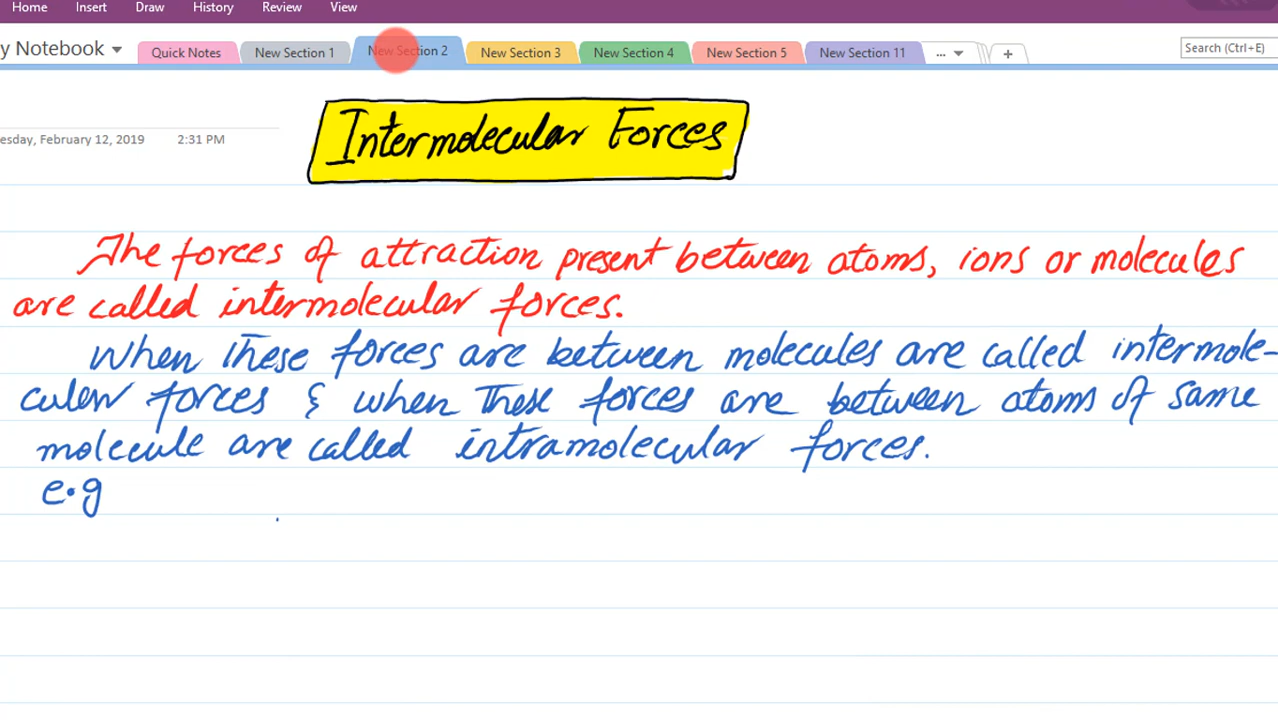 Home Insert Draw History Review View
y Notebook Quick Notes New Section 1 New Section 2 New Section 3 New Section 4 New Section 5 New Section 11 ... + Search (Ctrl+E)
Intermolecular Forces
esday, February 12, 2019 2:31 PM
The forces of attraction present between atoms, ions or molecules
are called intermolecular forces.
When these forces are between molecules are called intermole-
cular forces & when these forces are between atoms of same
molecule are called intramolecular forces.
e.g